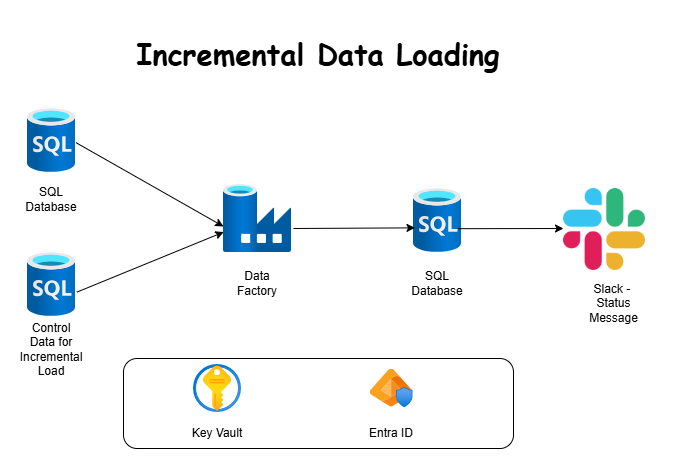 Incremental Data Loading
SQL
SQL
Database
SQL
Control
Data for
Incremental
Load
Data
Factory
SQL
SQL
Database
Slack -
Status
Message
Key Vault
Entra ID